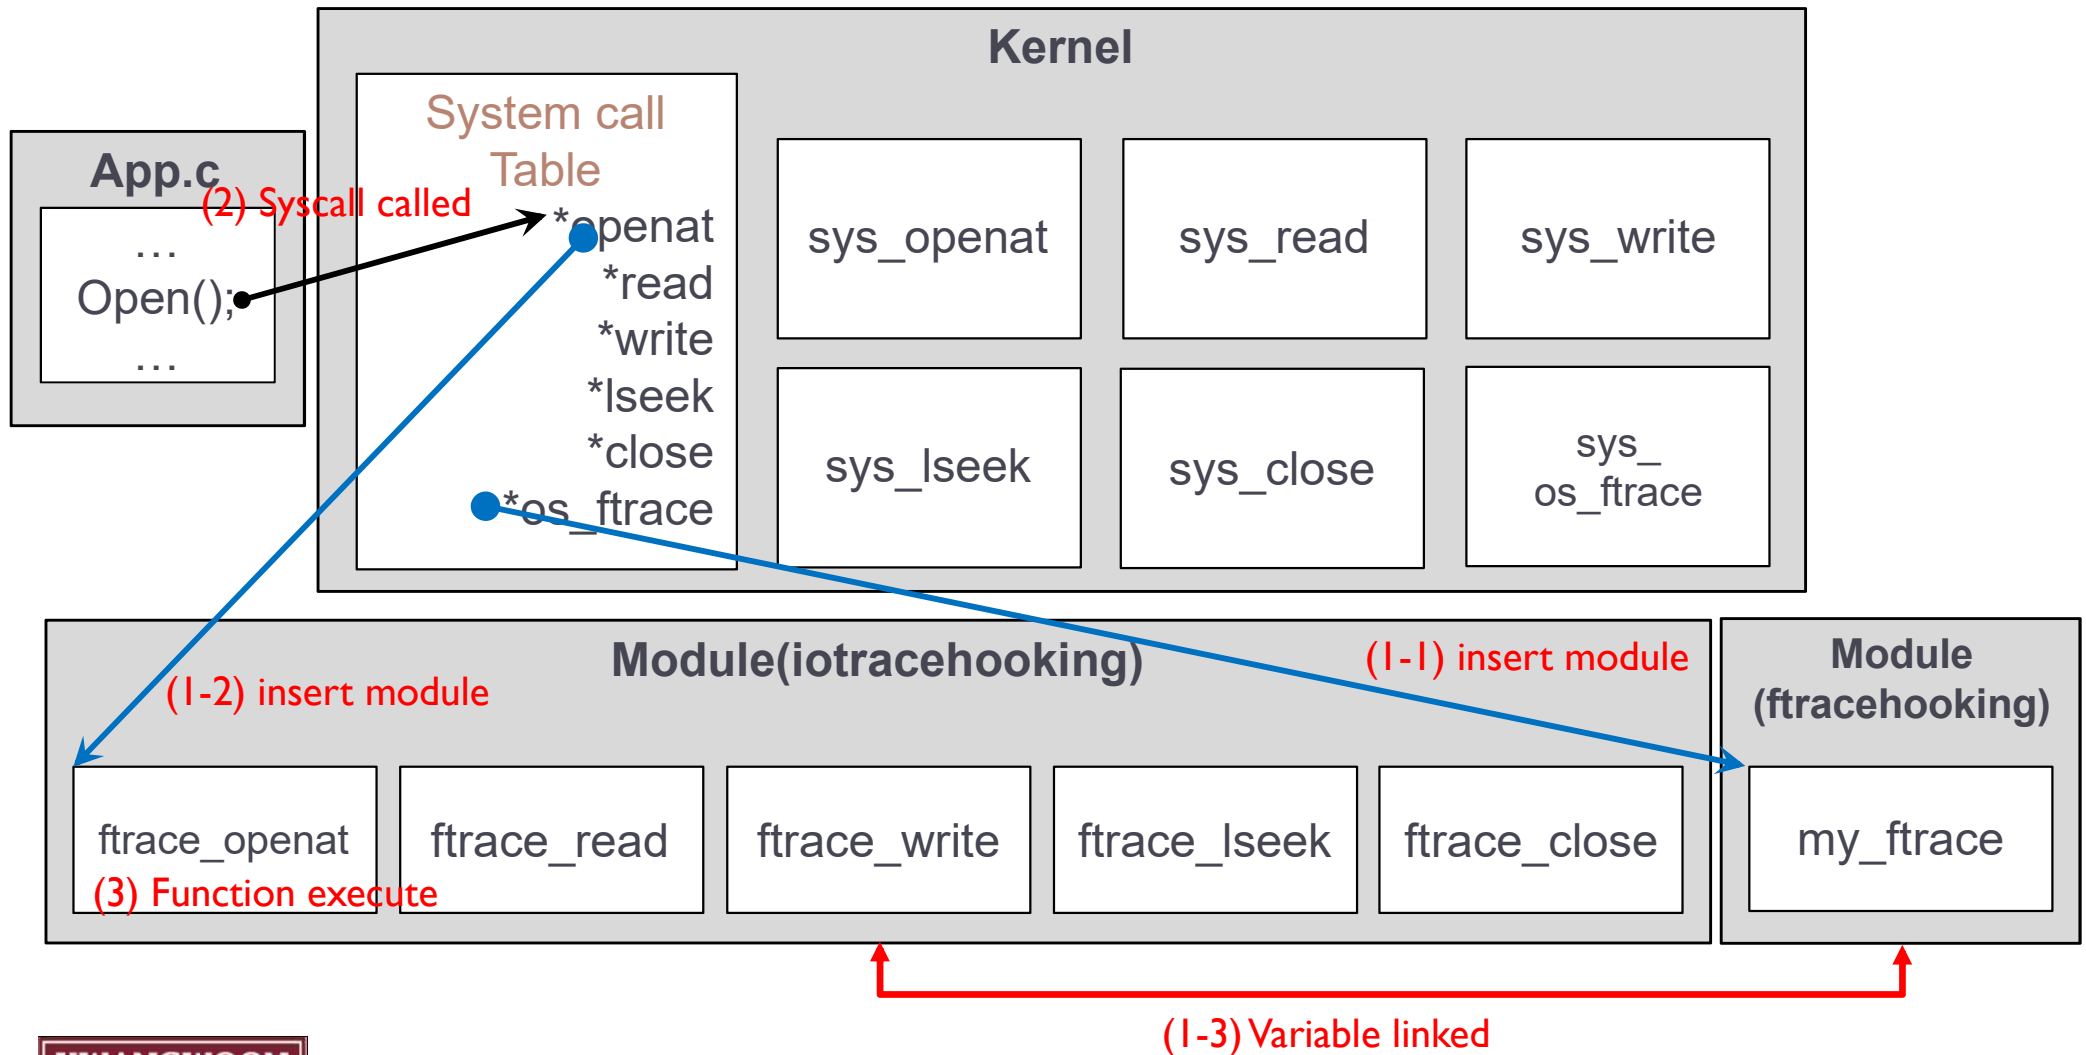 Kernel
System call
Table
*openat
*read
*write
*lseek
*close
*os_ftrace
App.c
(2) Syscall called
…
Open();
…
sys_openat
sys_read
sys_write
sys_lseek
sys_close
sys_
os_ftrace
Module(iotracehooking)
(1-1) insert module
(1-2) insert module
Module
(ftracehooking)
ftrace_openat
ftrace_read
ftrace_write
ftrace_lseek
ftrace_close
my_ftrace
(3) Function execute
(1-3) Variable linked